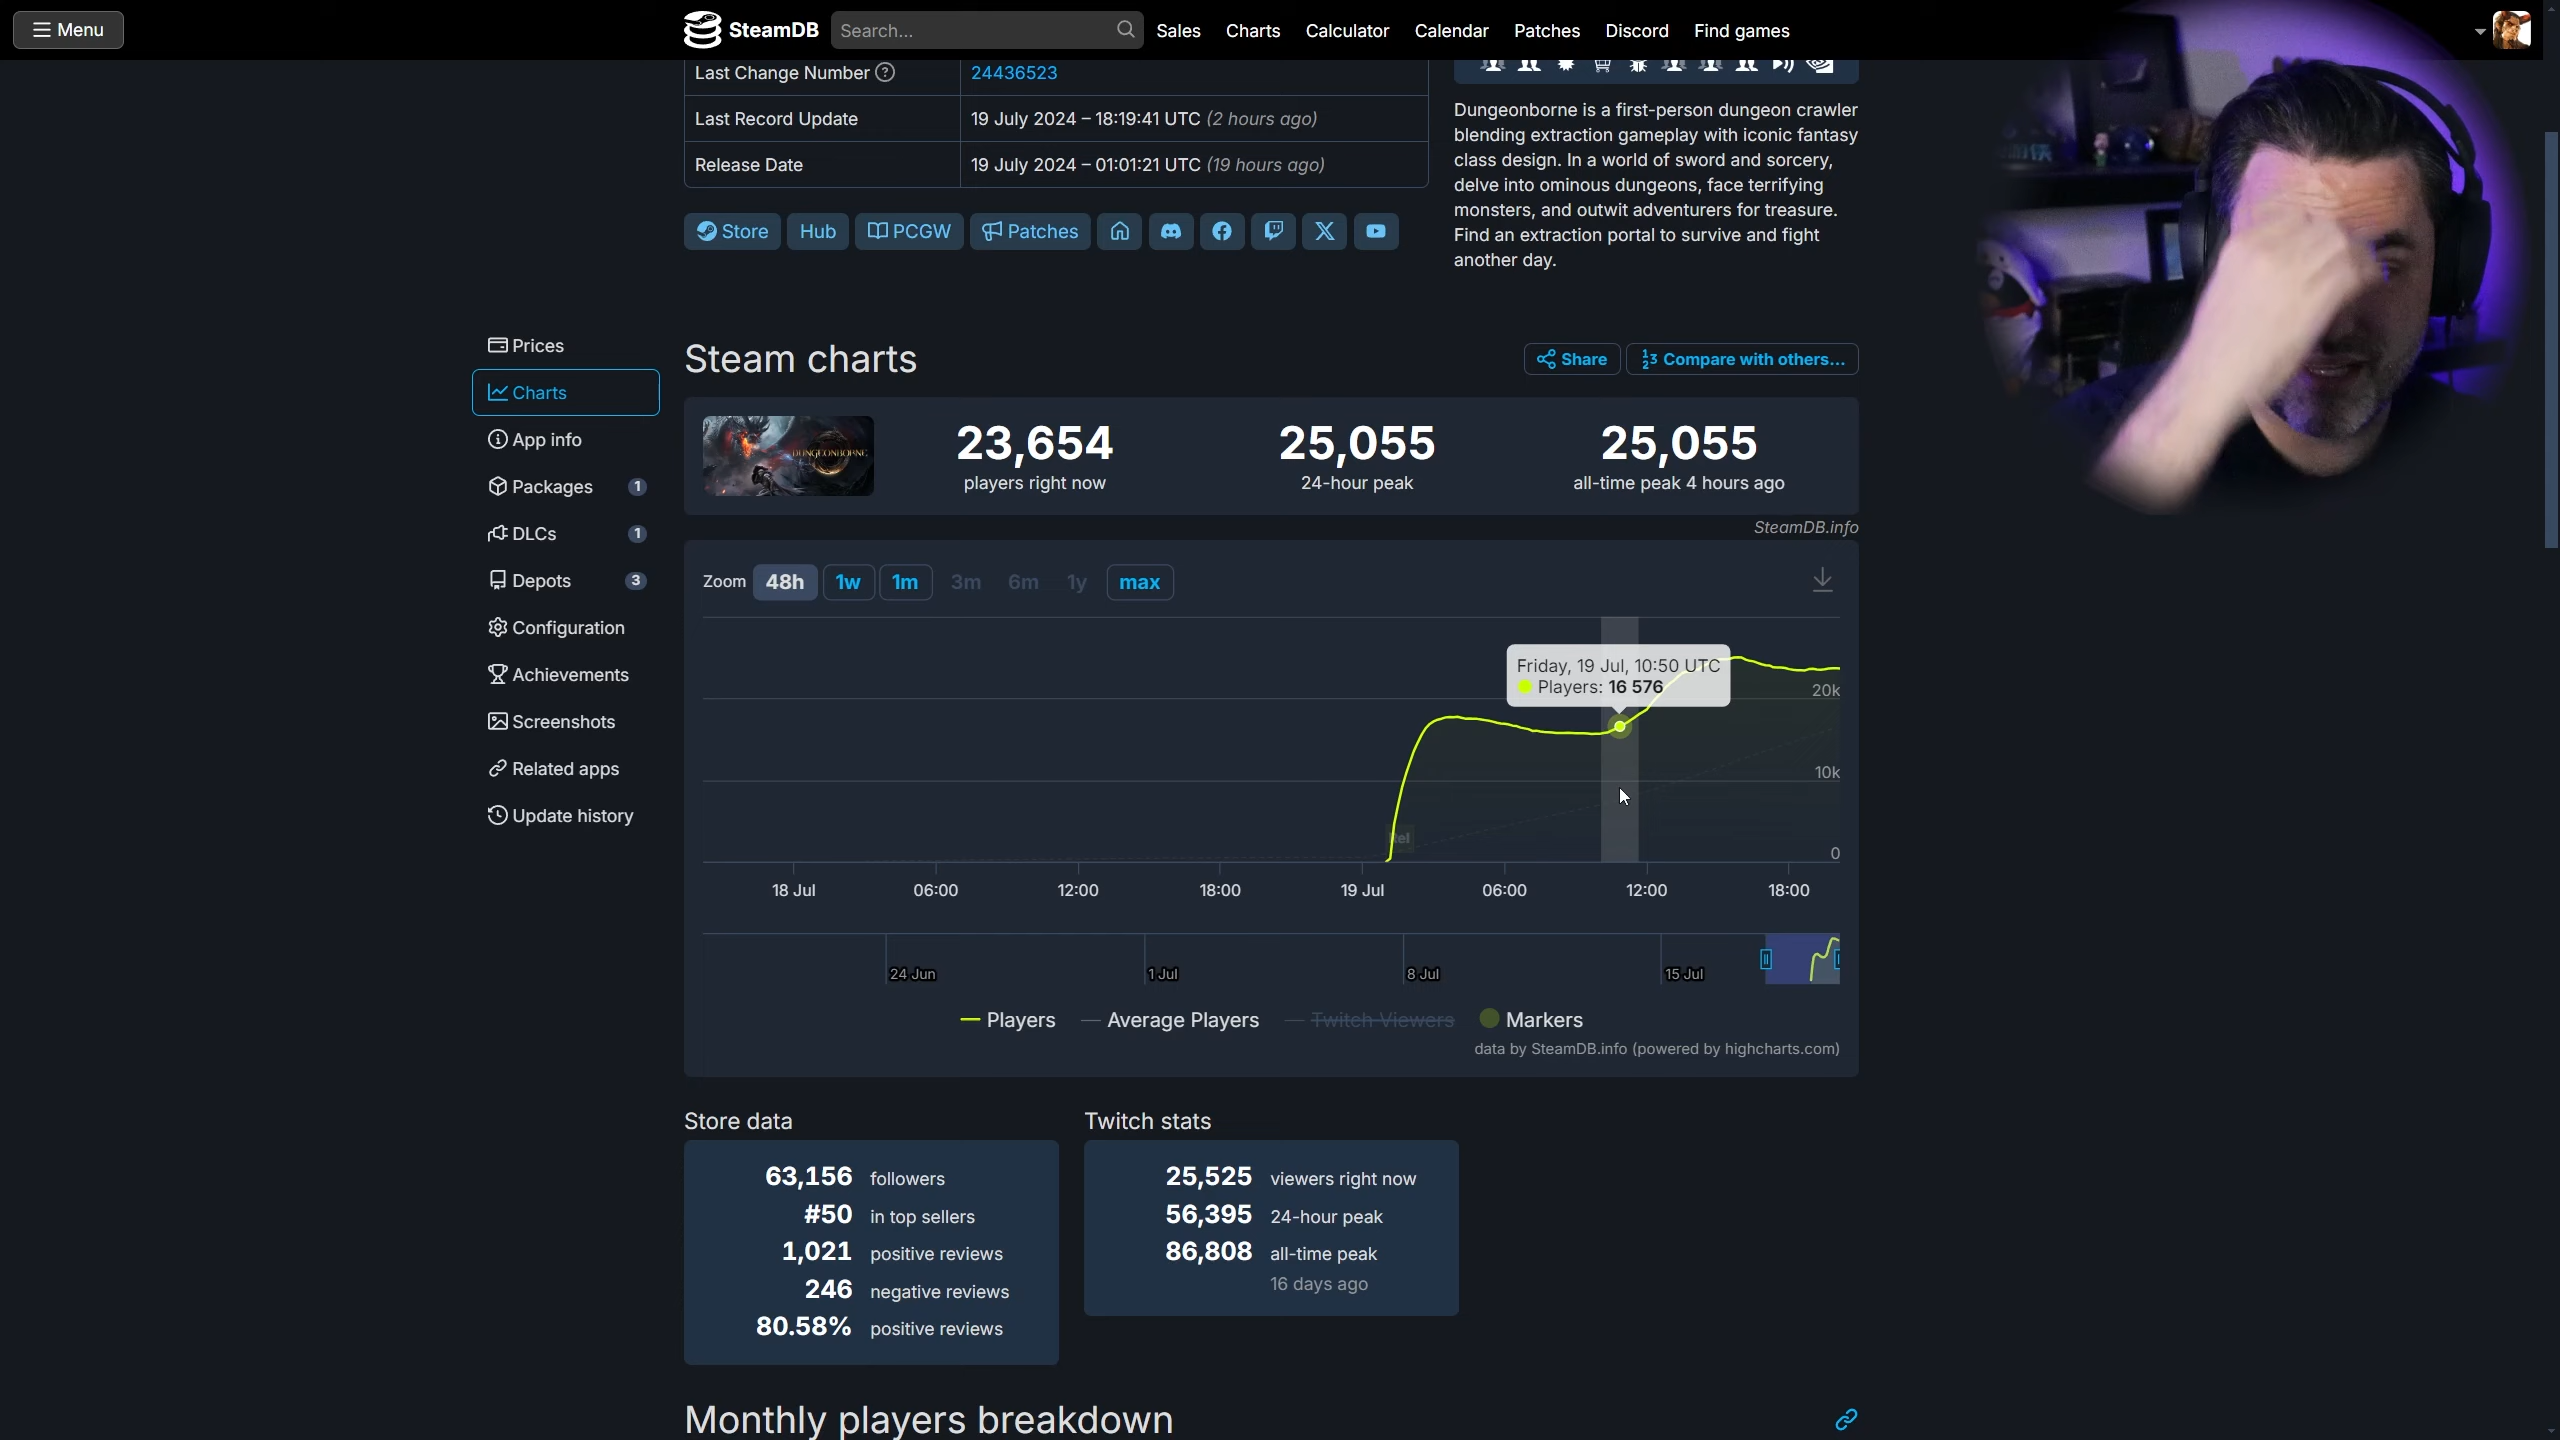 Menu
SteamDB
Search...
Sales
Charts
Calculator
Calendar
Patches
Discord
Find games
Last Change Number
24436523
Last Record Update
19 July 2024 – 18:19:41 UTC (2 hours ago)
Release Date
19 July 2024 – 01:01:21 UTC (19 hours ago)
Store
Hub
PCGW
Patches
Dungeonborne is a first-person dungeon crawler
blending extraction gameplay with iconic fantasy
class design. In a world of sword and sorcery,
delve into ominous dungeons, face terrifying
monsters, and outwit adventurers for treasure.
Find an extraction portal to survive and fight
another day.
Prices
Charts
App info
Packages 1
DLCs 1
Depots 3
Configuration
Achievements
Screenshots
Related apps
Update history
Steam charts
Share
Compare with others...
DUNGEONBORNE
23,654
players right now
25,055
24-hour peak
25,055
all-time peak 4 hours ago
SteamDB.info
Zoom 48h 1w 1m 3m 6m 1y max
Friday, 19 Jul, 10:50 UTC
Players: 16 576
20k
10k
0
Rel
18 Jul 06:00 12:00 18:00 19 Jul 06:00 12:00 18:00
24 Jun 1 Jul 8 Jul 15 Jul
Players Average Players Twitch Viewers Markers
data by SteamDB.info (powered by highcharts.com)
Store data
63,156 followers
#50 in top sellers
1,021 positive reviews
246 negative reviews
80.58% positive reviews
Twitch stats
25,525 viewers right now
56,395 24-hour peak
86,808 all-time peak
16 days ago
Monthly players breakdown